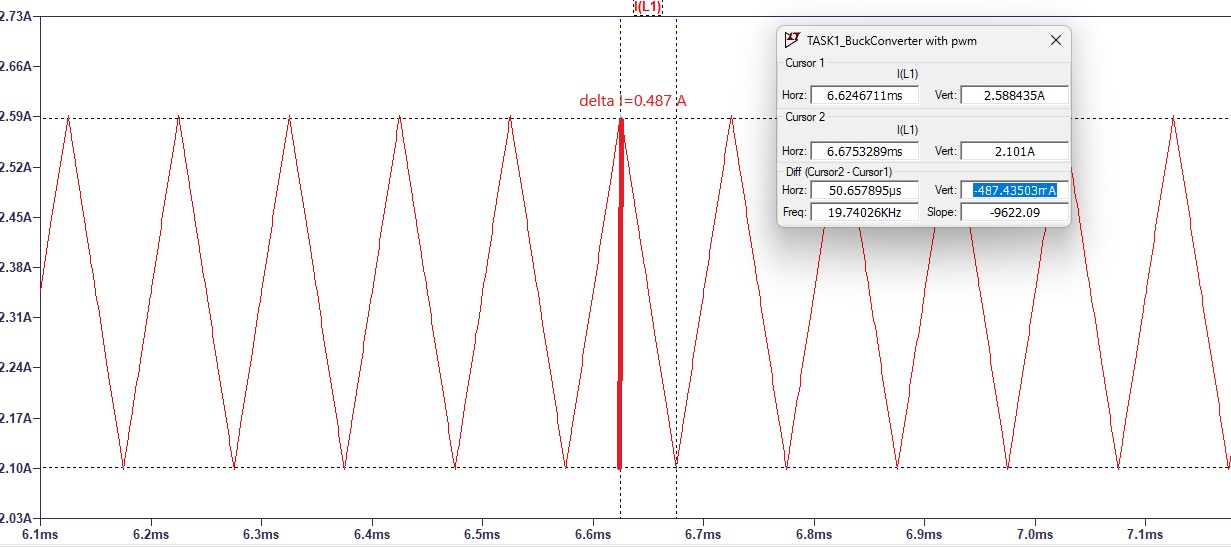 I(L1)
2.73A
2.66A
2.59A
2.52A
2.45A
2.38A
2.31A
2.24A
2.17A
2.10A
2.03A
6.1ms 6.2ms 6.3ms 6.4ms 6.5ms 6.6ms 6.7ms 6.8ms 6.9ms 7.0ms 7.1ms
delta I=0.487 A
TASK1_BuckConverter with pwm
Cursor 1
I(L1)
Horz: 6.6246711ms Vert: 2.588435A
Cursor 2
I(L1)
Horz: 6.6753289ms Vert: 2.101A
Diff (Cursor2 - Cursor1)
Horz: 50.657895µs Vert: -487.43503mA
Freq: 19.74026KHz Slope: -9622.09